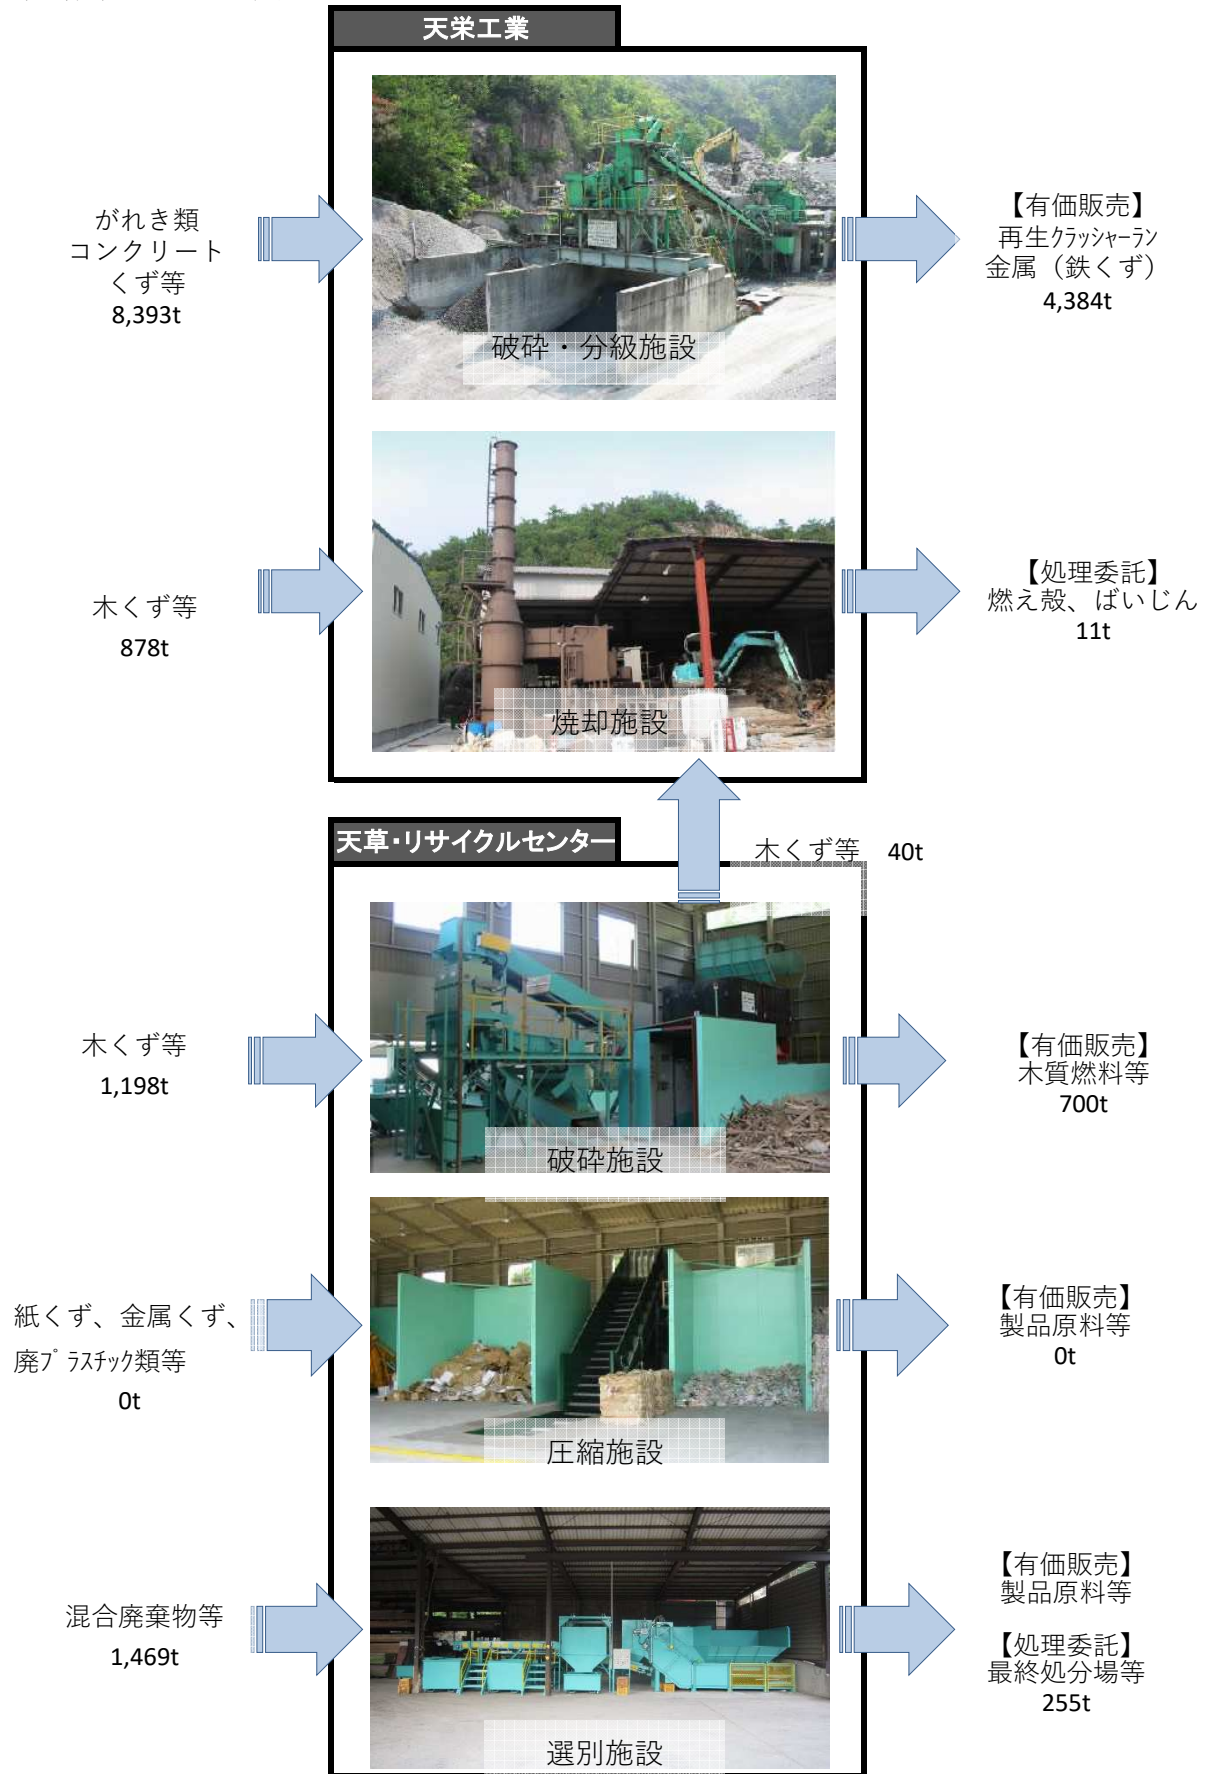 天栄工業
がれき類
コンクリート
くず等
8,393t
破砕・分級施設
【有価販売】
再生クラッシャーラン
金属（鉄くず）
4,384t
木くず等
878t
焼却施設
【処理委託】
燃え殻、ばいじん
11t
天草・リサイクルセンター
木くず等 40t
木くず等
1,198t
破砕施設
【有価販売】
木質燃料等
700t
紙くず、金属くず、
廃プラスチック類等
0t
圧縮施設
【有価販売】
製品原料等
0t
混合廃棄物等
1,469t
選別施設
【有価販売】
製品原料等
【処理委託】
最終処分場等
255t